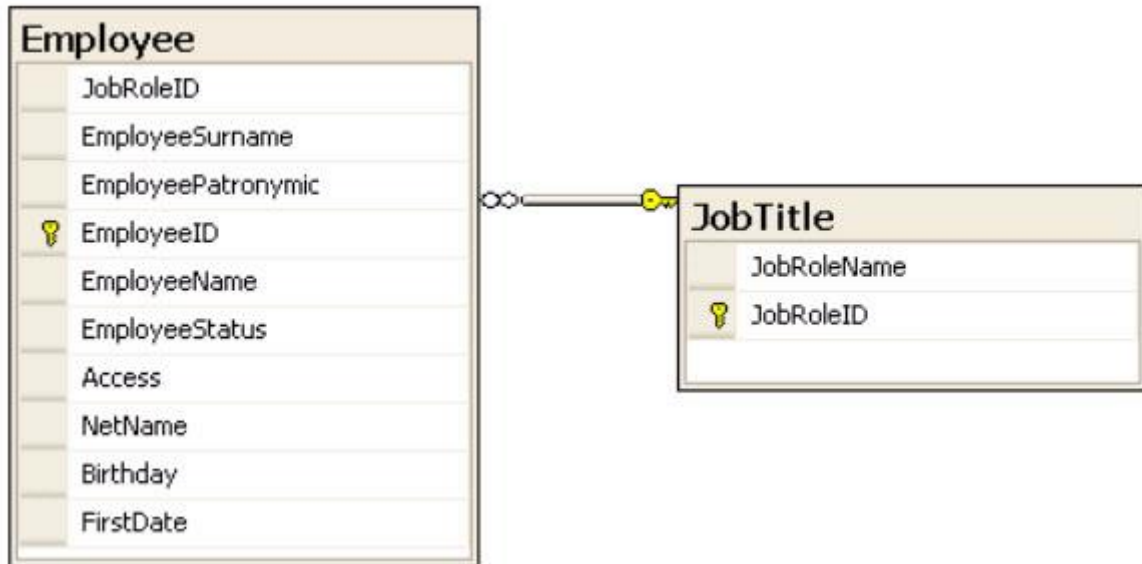 Employee
JobRoleID
EmployeeSurname
EmployeePatronymic
EmployeeID
EmployeeName
EmployeeStatus
Access
NetName
Birthday
FirstDate
JobTitle
JobRoleName
JobRoleID